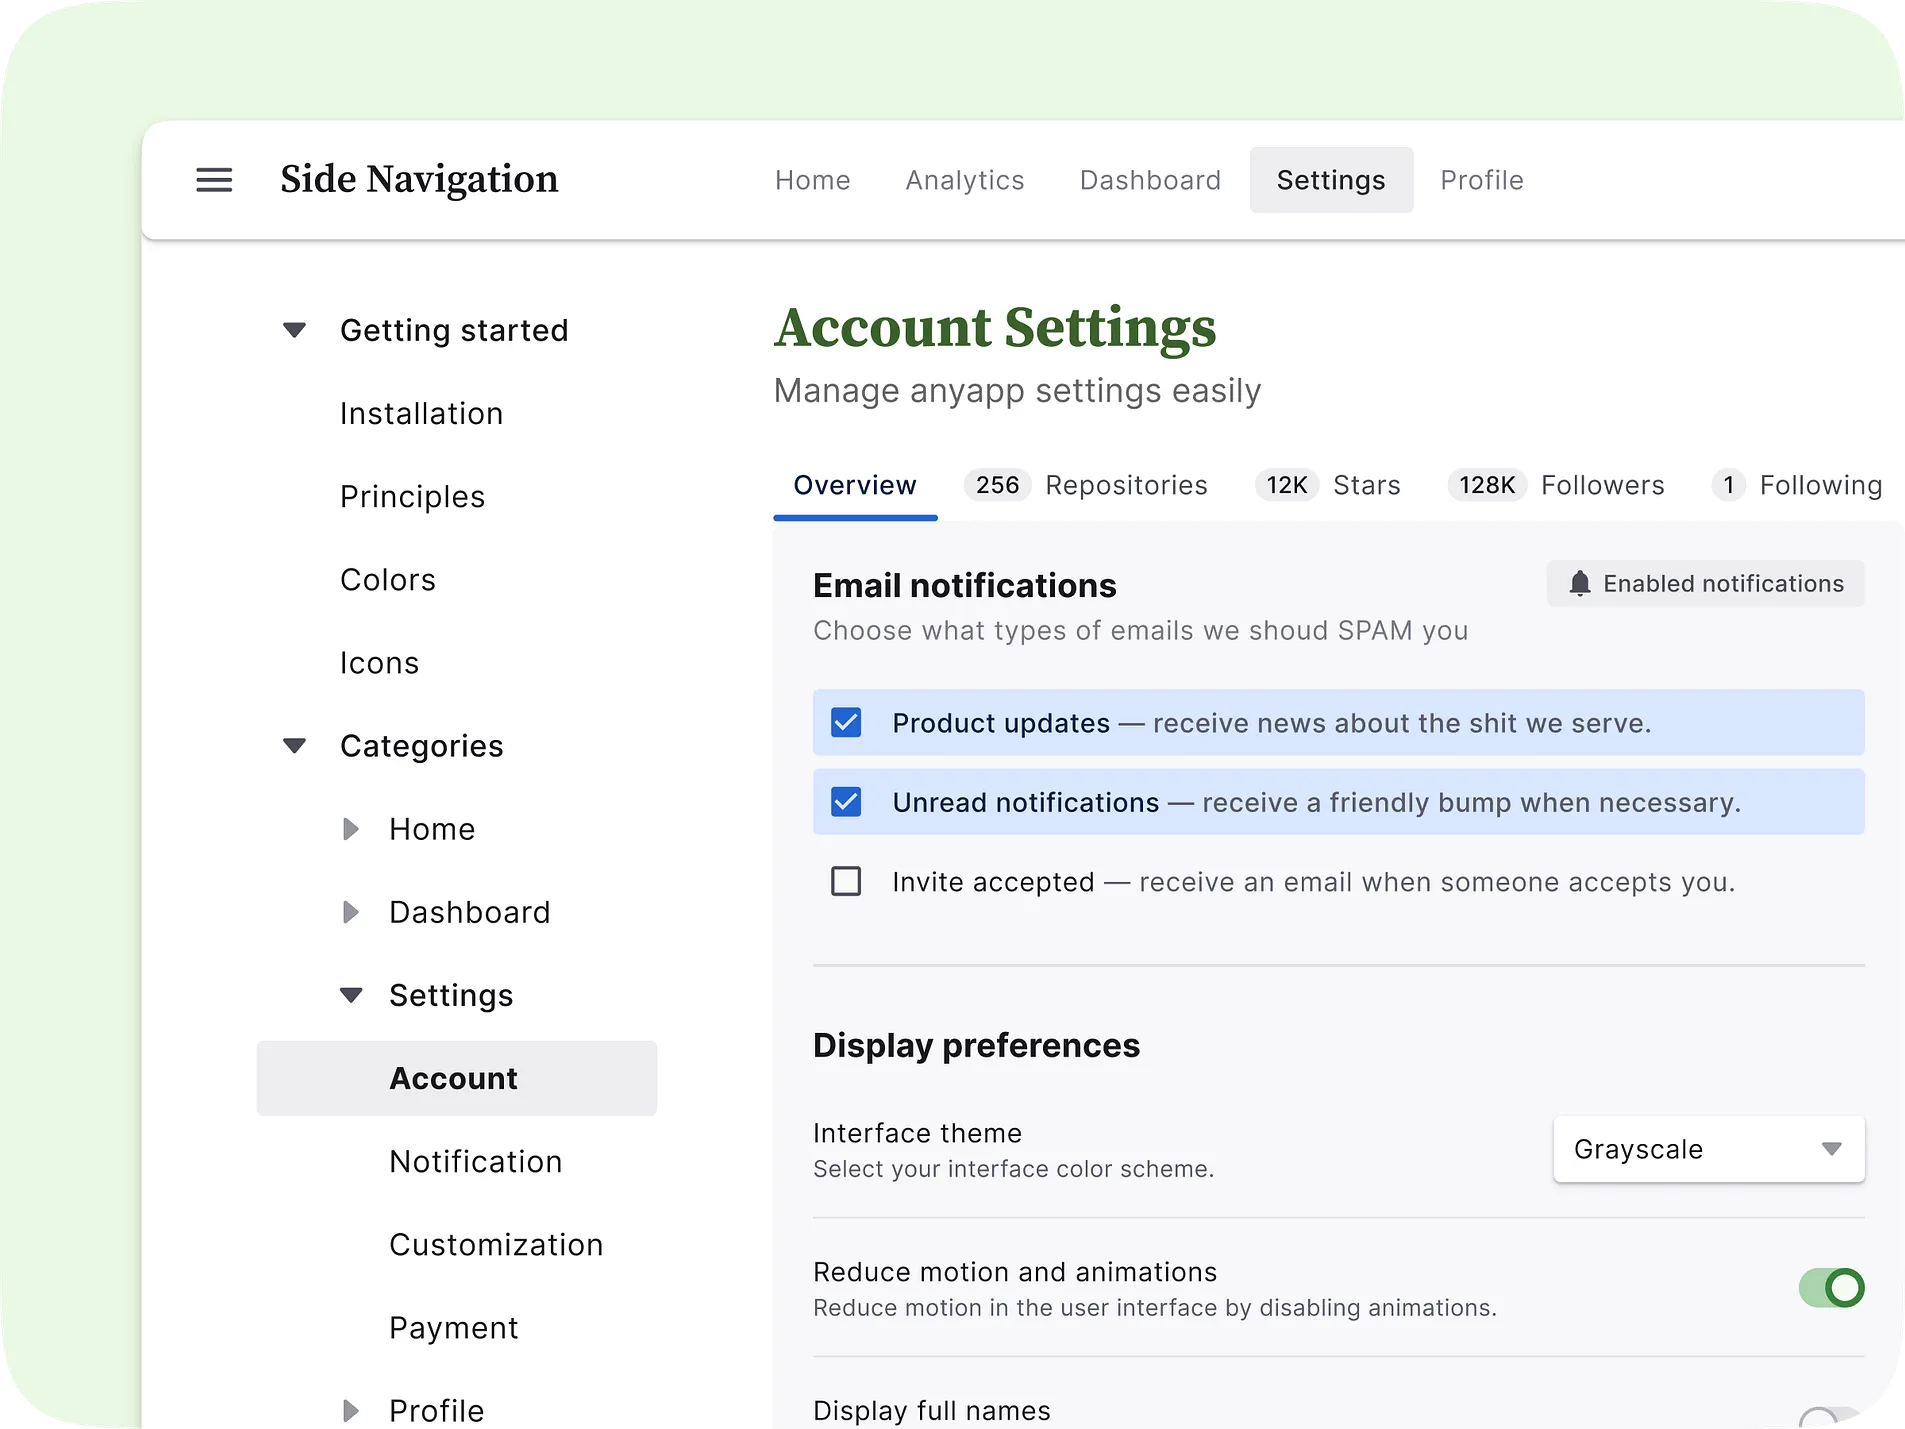 Side Navigation
Home Analytics Dashboard Settings Profile
Getting started
Installation
Principles
Colors
Icons
Categories
Home
Dashboard
Settings
Account
Notification
Customization
Payment
Profile
Account Settings
Manage anyapp settings easily
Overview 256 Repositories 12K Stars 128K Followers 1 Following
Email notifications
Enabled notifications
Choose what types of emails we shoud SPAM you
Product updates — receive news about the shit we serve.
Unread notifications — receive a friendly bump when necessary.
Invite accepted — receive an email when someone accepts you.
Display preferences
Interface theme
Select your interface color scheme.
Grayscale
Reduce motion and animations
Reduce motion in the user interface by disabling animations.
Display full names